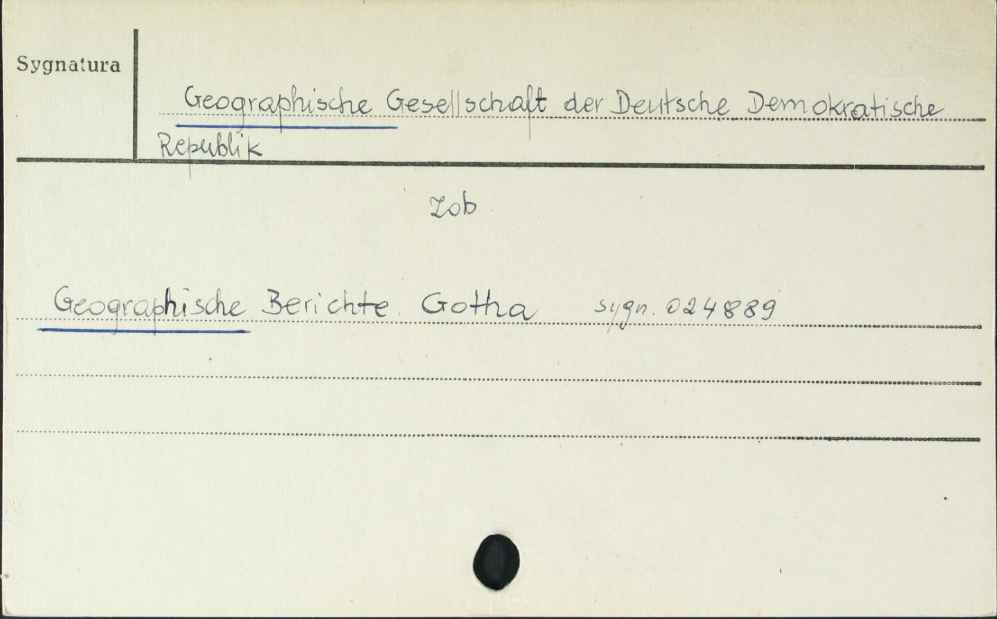 Sygnatura
Geographische Gesellschaft der Deutsche Demokratische
Republik
Zob
Geographische Berichte. Gotha sygn. 024889